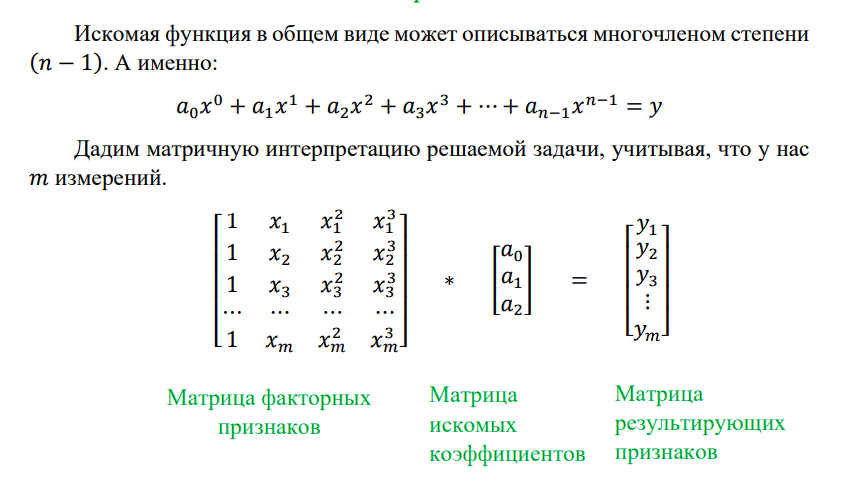 Искомая функция в общем виде может описываться многочленом степени
(n − 1). А именно:
a₀x⁰ + a₁x¹ + a₂x² + a₃x³ + ⋯ + aₙ₋₁xⁿ⁻¹ = y
Дадим матричную интерпретацию решаемой задачи, учитывая, что у нас
m измерений.
1 x₁ x₁² x₁³
1 x₂ x₂² x₂³
1 x₃ x₃² x₃³
… … … …
1 xₘ xₘ² xₘ³
*
a₀
a₁
a₂
=
y₁
y₂
y₃
⋮
yₘ
Матрица факторных
признаков
Матрица
искомых
коэффициентов
Матрица
результирующих
признаков